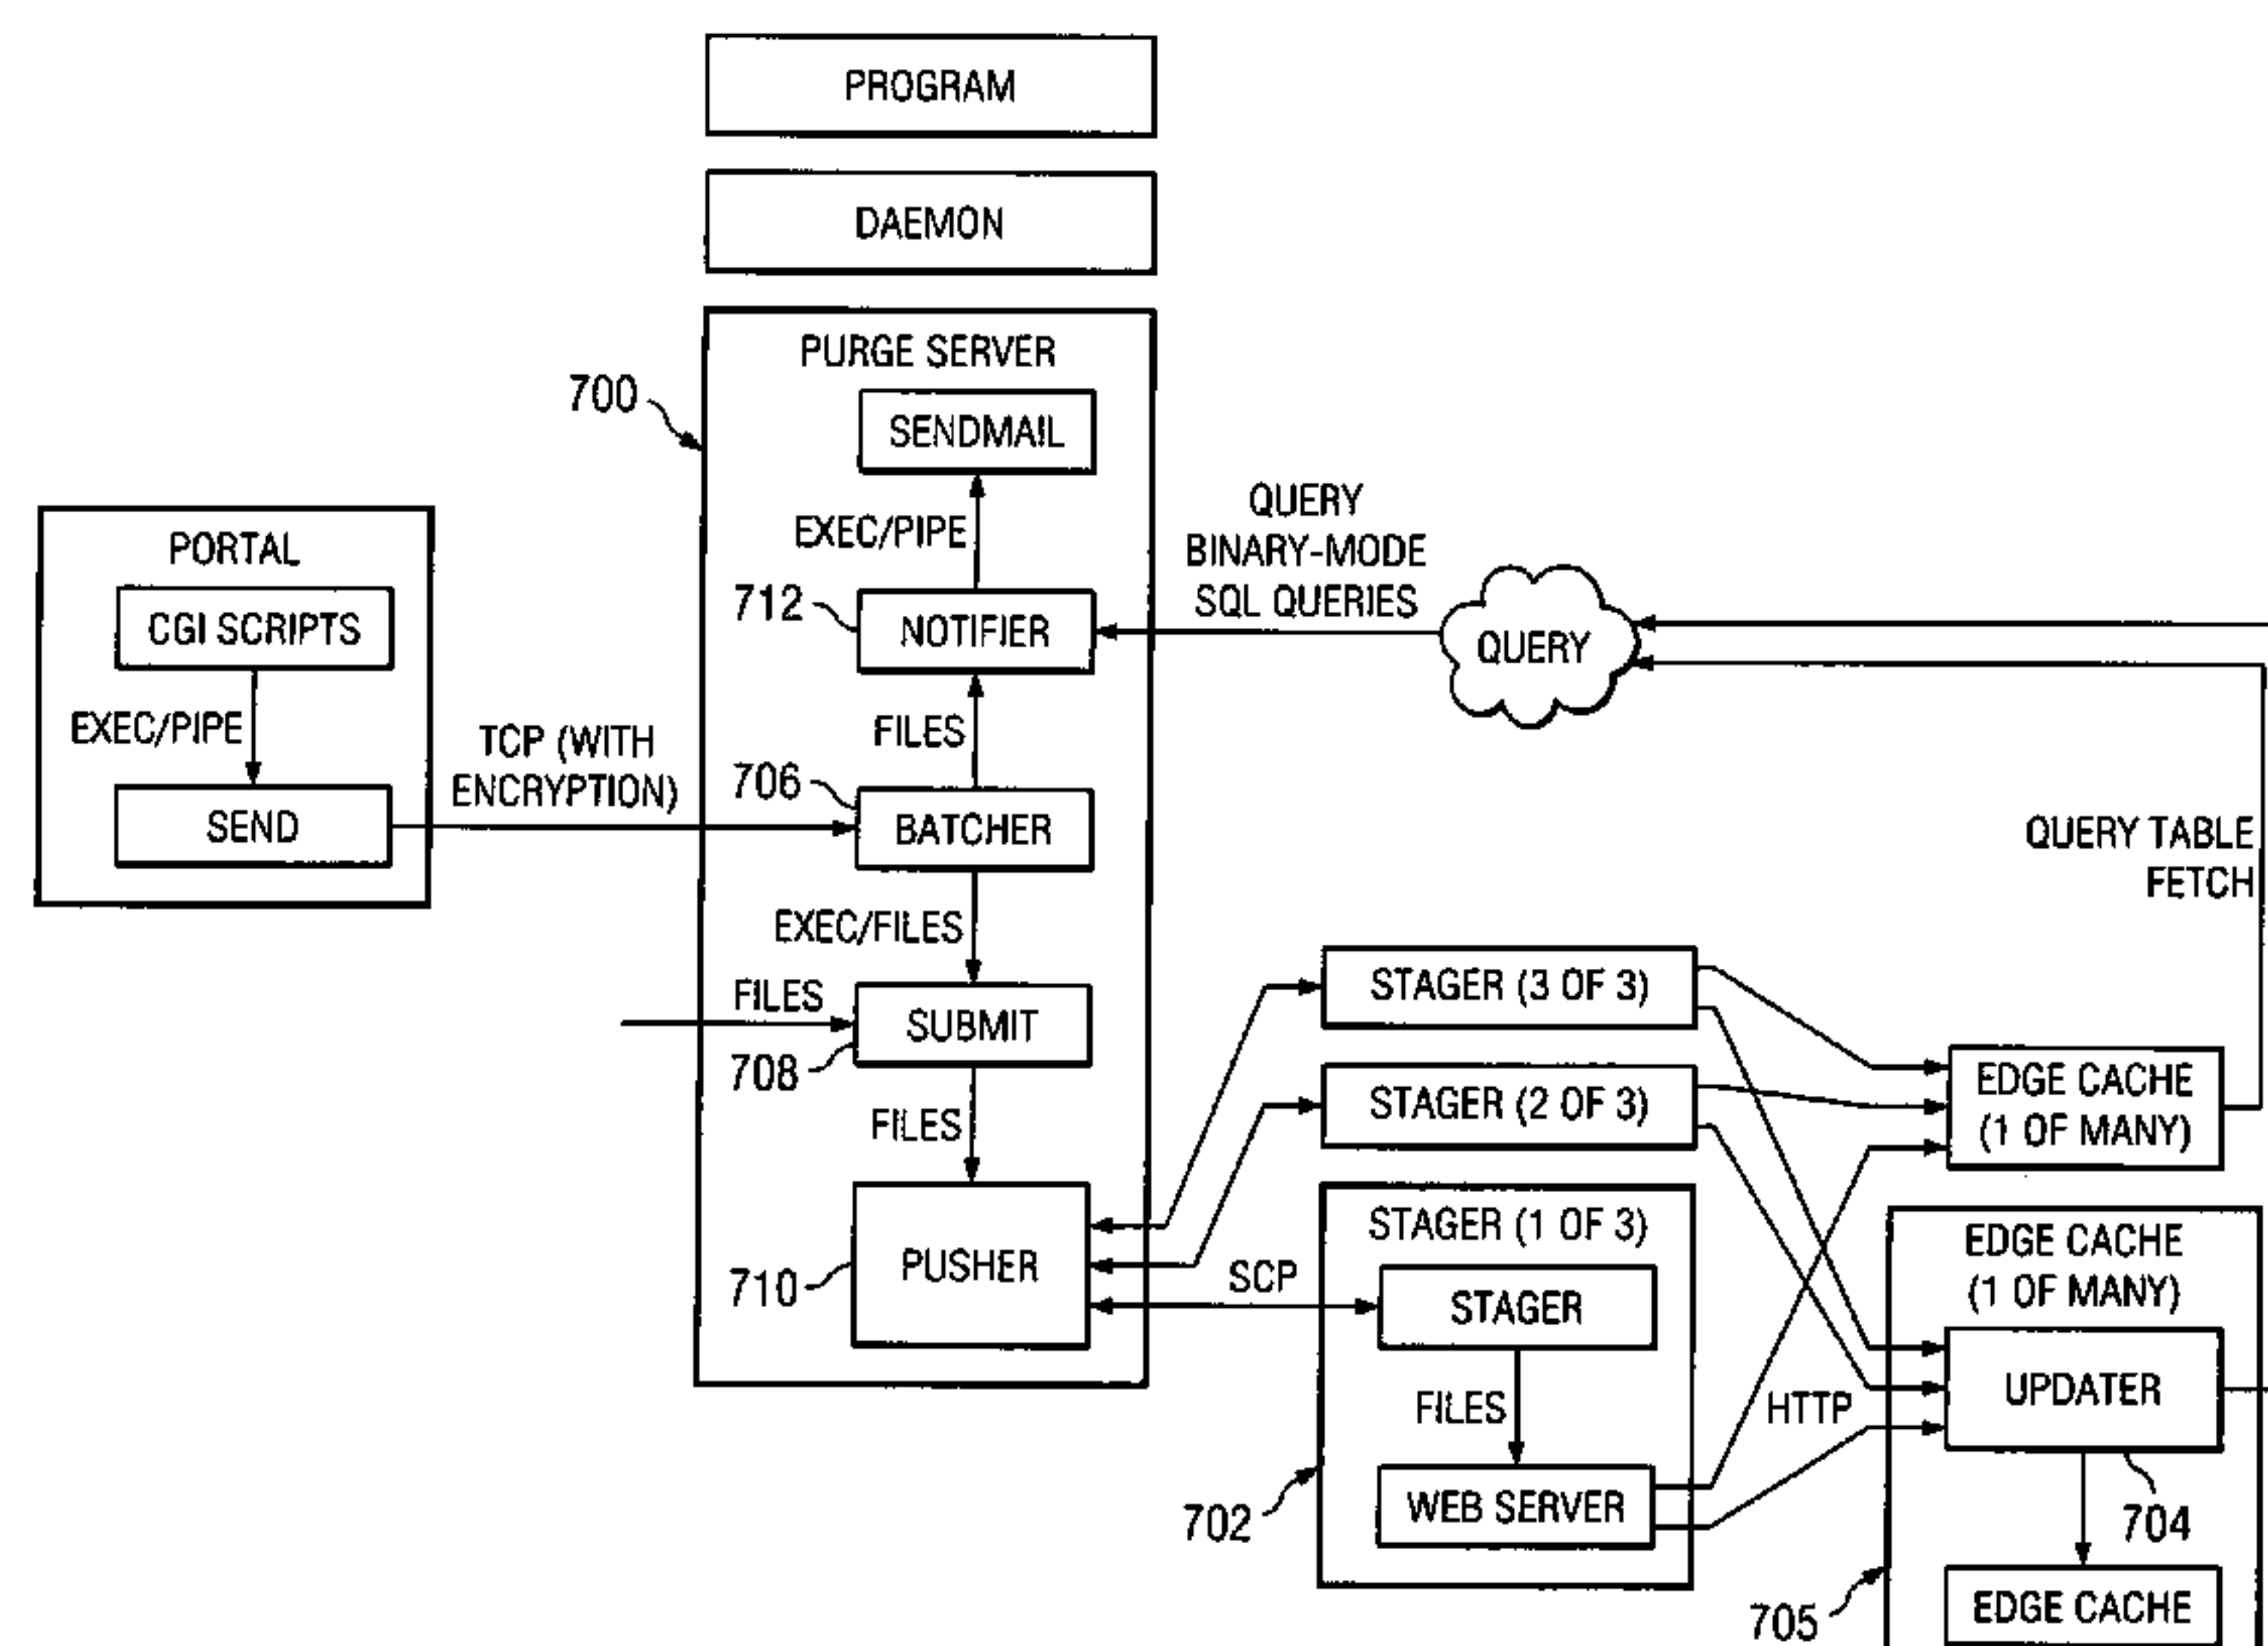 PROGRAM
DAEMON
PURGE SERVER
700
SENDMAIL
EXEC/PIPE
712
NOTIFIER
FILES
706
BATCHER
EXEC/FILES
FILES
SUBMIT
708
FILES
PUSHER
710
PORTAL
CGI SCRIPTS
EXEC/PIPE
SEND
TCP (WITH
ENCRYPTION)
QUERY
BINARY-MODE
SQL QUERIES
QUERY
QUERY TABLE
FETCH
STAGER (3 OF 3)
STAGER (2 OF 3)
STAGER (1 OF 3)
SCP
STAGER
FILES
WEB SERVER
702
HTTP
EDGE CACHE
(1 OF MANY)
EDGE CACHE
(1 OF MANY)
UPDATER
704
EDGE CACHE
705